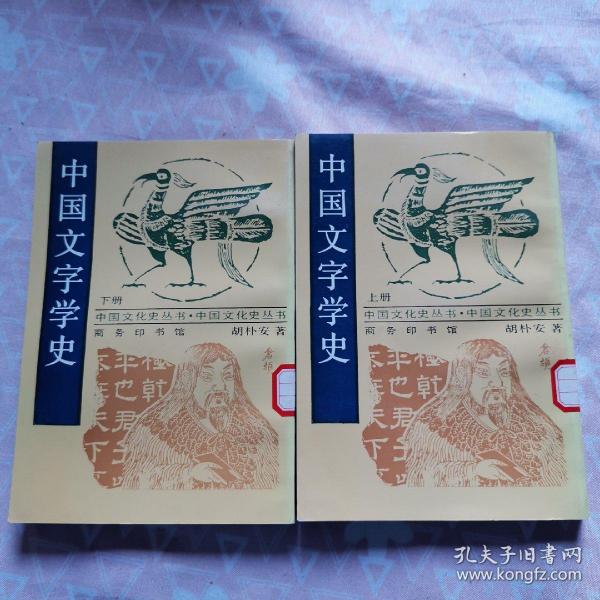 中国文字学史
下册
中国文化史丛书·中国文化史丛书
商务印书馆 胡朴安著
中国文字学史
上册
中国文化史丛书·中国文化史丛书
商务印书馆 胡朴安著
孔夫子旧书网
www.kongfz.com